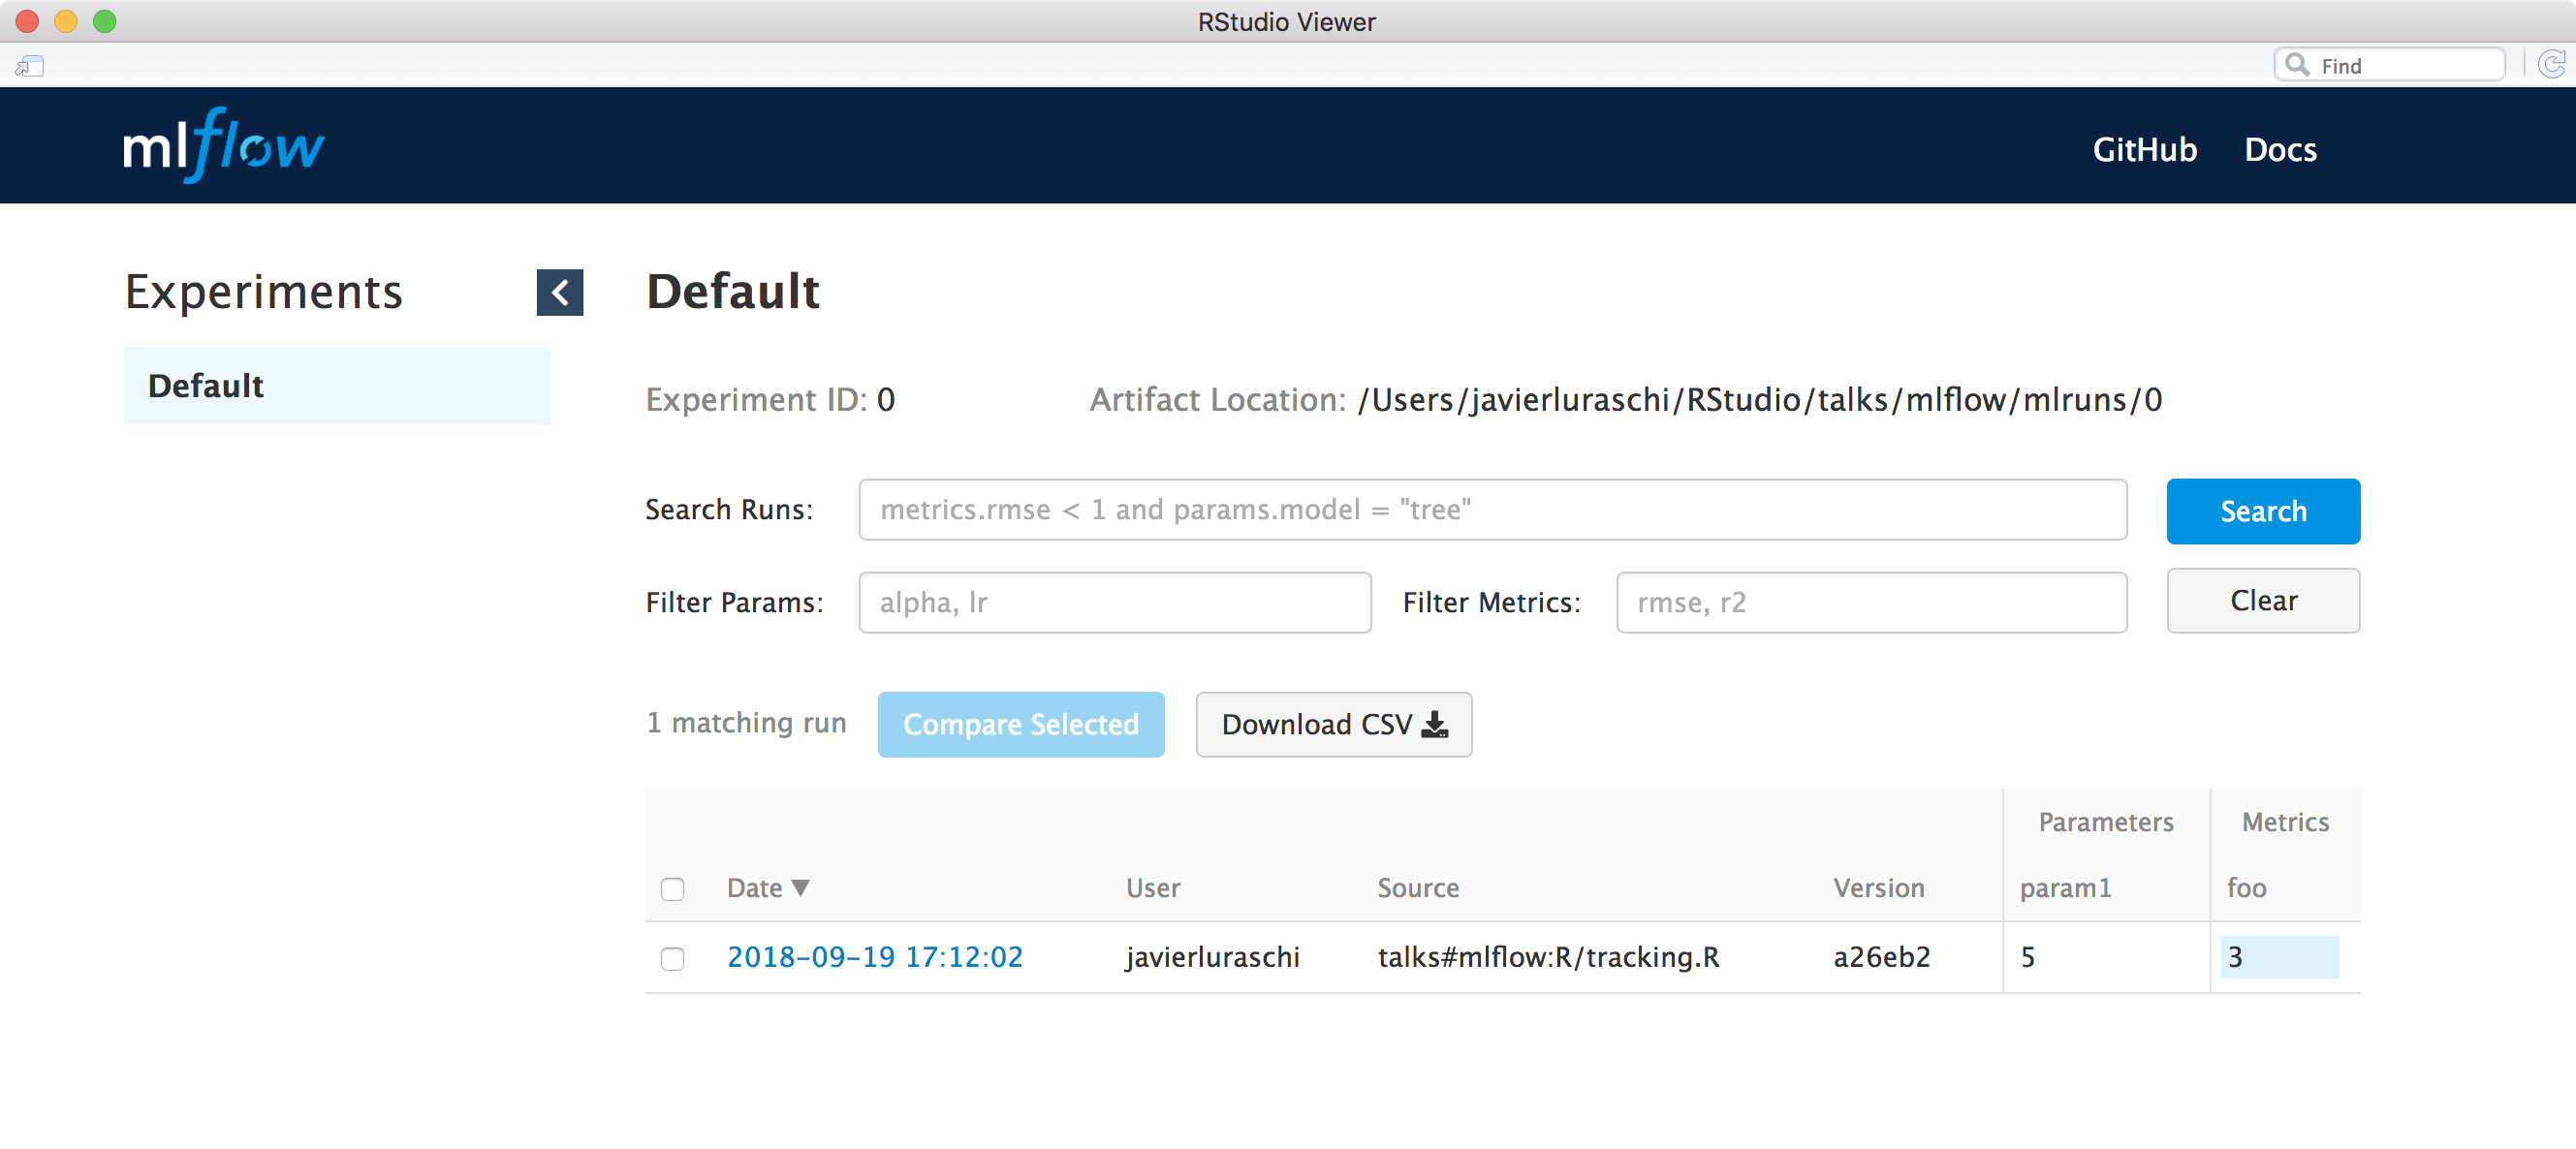 RStudio Viewer
Find
mlflow
GitHub Docs
Experiments
Default
Default
Experiment ID: 0 Artifact Location: /Users/javierluraschi/RStudio/talks/mlflow/mlruns/0
Search Runs: metrics.rmse < 1 and params.model = "tree" Search
Filter Params: alpha, lr Filter Metrics: rmse, r2 Clear
1 matching run Compare Selected Download CSV
Parameters Metrics
Date ▼ User Source Version param1 foo
2018-09-19 17:12:02 javierluraschi talks#mlflow:R/tracking.R a26eb2 5 3